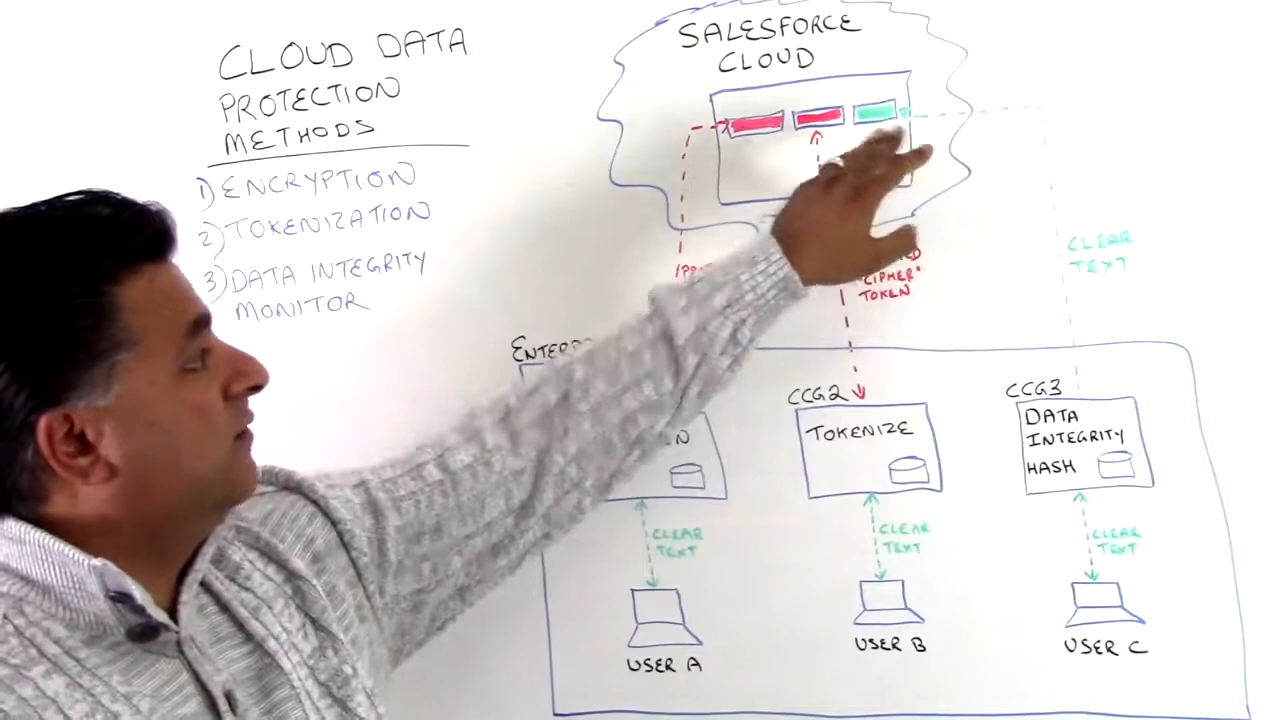 CLOUD DATA
PROTECTION
METHODS
1) ENCRYPTION
2) TOKENIZATION
3) DATA INTEGRITY
MONITOR
SALESFORCE
CLOUD
"CIPHER"
TOKEN
CLEAR
TEXT
CCG2
TOKENIZE
CCG3
DATA
INTEGRITY
HASH
CLEAR
TEXT
CLEAR
TEXT
CLEAR
TEXT
USER A
USER B
USER C